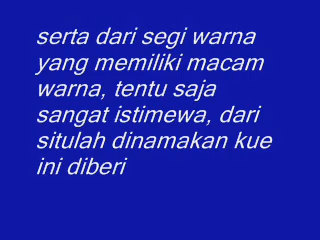 serta dari segi warna
yang memiliki macam
warna, tentu saja
sangat istimewa, dari
situlah dinamakan kue
ini diberi